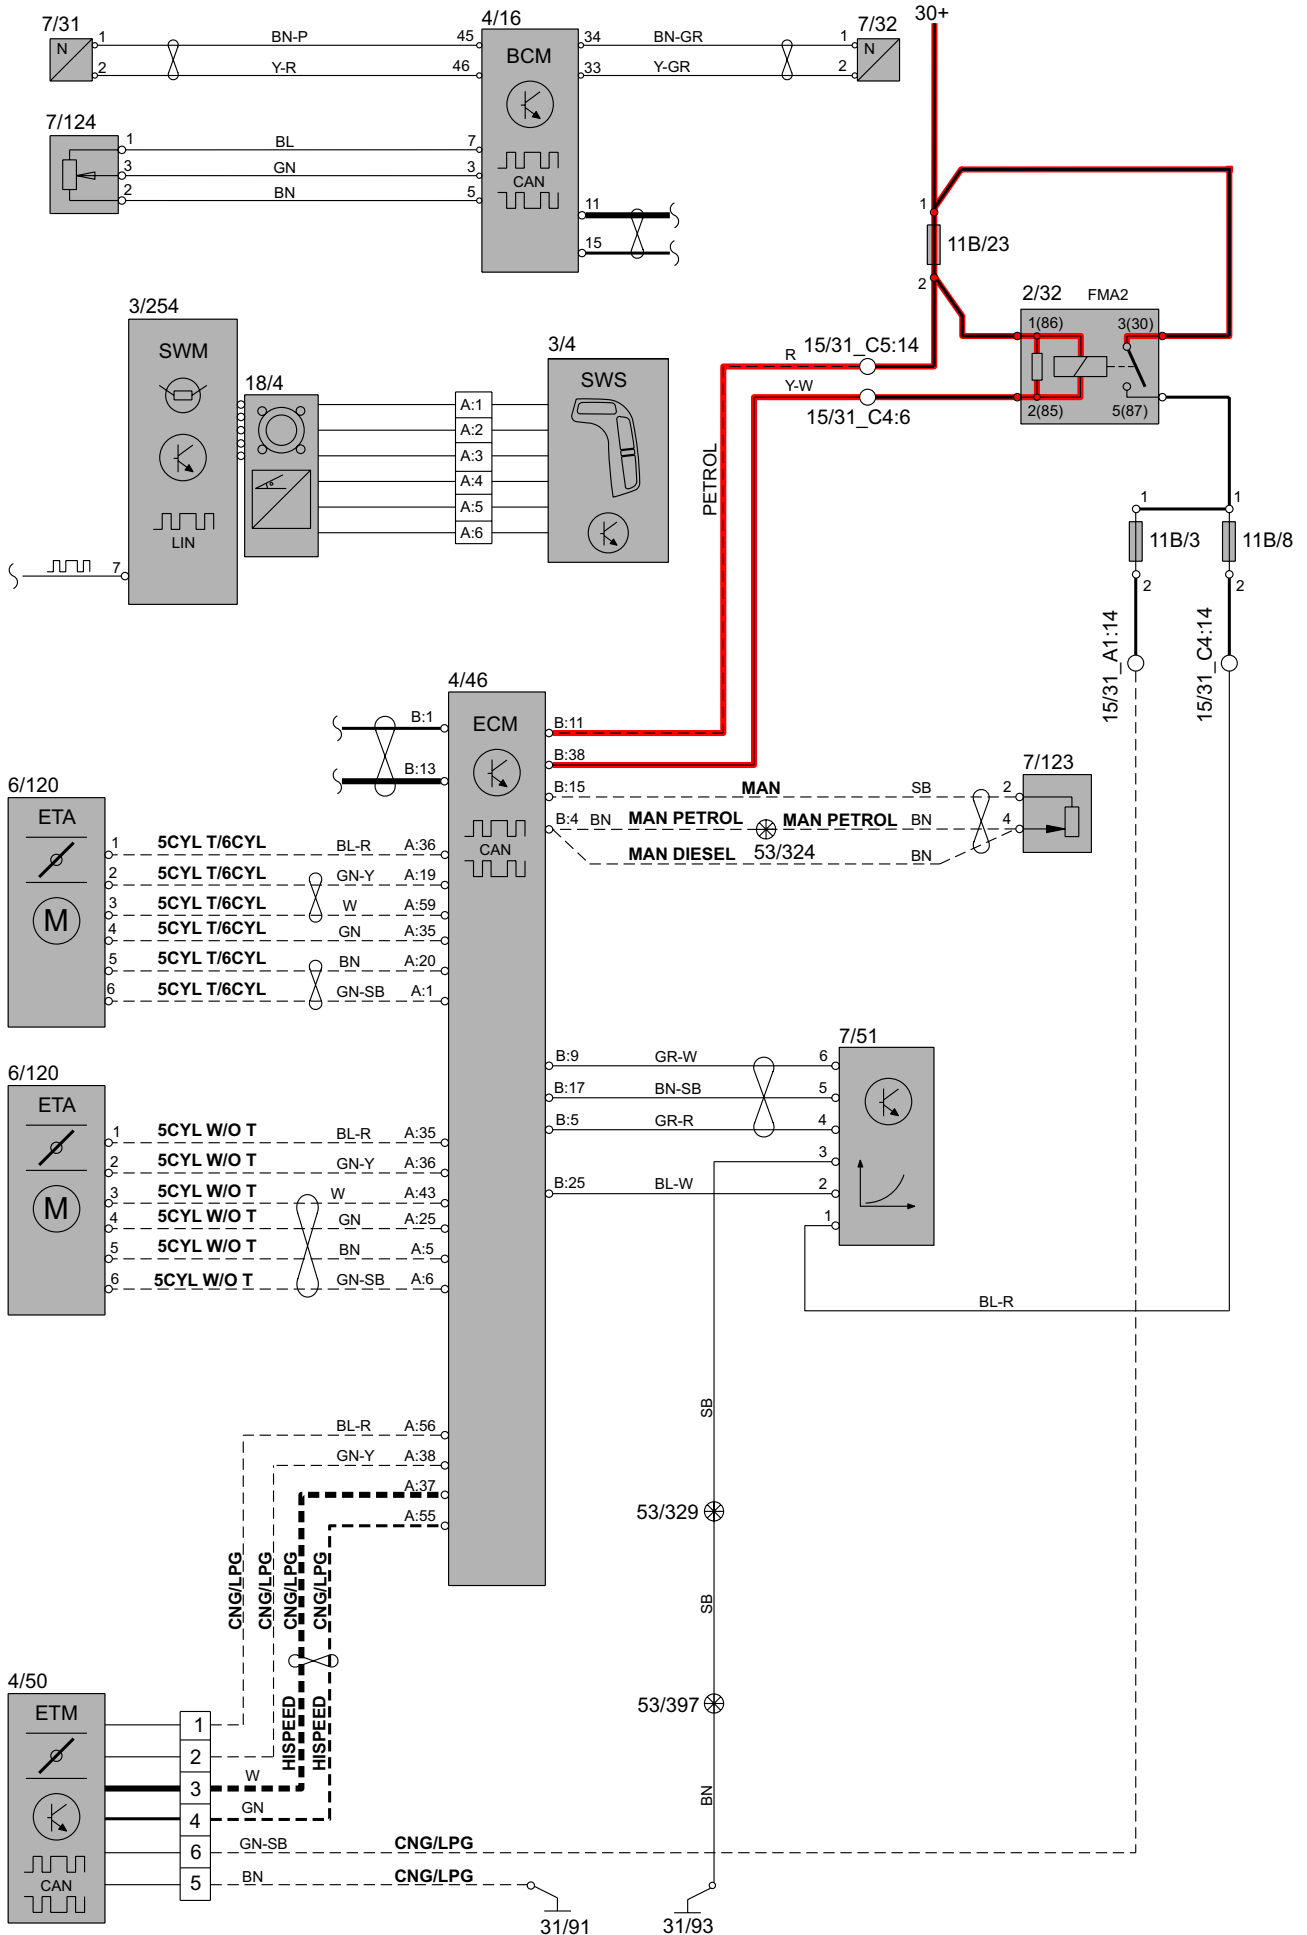 7/31
N
1 BN-P 45
2 Y-R 46
4/16
BCM
CAN
34 BN-GR 1
33 Y-GR 2
7/32
N
7/124
1 BL 7
3 GN 3
2 BN 5
11
15
30+
1
11B/23
2
2/32 FMA2
1(86) 3(30)
2(85) 5(87)
R 15/31_C5:14
Y-W
15/31_C4:6
PETROL
3/254
SWM
LIN
7
18/4
A:1
A:2
A:3
A:4
A:5
A:6
3/4
SWS
1 1
11B/3 11B/8
2 2
15/31_A1:14
15/31_C4:14
4/46
ECM
CAN
B:1
B:13
B:11
B:38
B:15 MAN SB 2
B:4 BN MAN PETROL MAN PETROL BN 4
53/324
MAN DIESEL BN
7/123
6/120
ETA
M
1 5CYL T/6CYL BL-R A:36
2 5CYL T/6CYL GN-Y A:19
3 5CYL T/6CYL W A:59
4 5CYL T/6CYL GN A:35
5 5CYL T/6CYL BN A:20
6 5CYL T/6CYL GN-SB A:1
7/51
B:9 GR-W 6
B:17 BN-SB 5
B:5 GR-R 4
3
B:25 BL-W 2
1
BL-R
6/120
ETA
M
1 5CYL W/O T BL-R A:35
2 5CYL W/O T GN-Y A:36
3 5CYL W/O T W A:43
4 5CYL W/O T GN A:25
5 5CYL W/O T BN A:5
6 5CYL W/O T GN-SB A:6
BL-R A:56
GN-Y A:38
A:37
A:55
SB
53/329
SB
53/397
BN
CNG/LPG
CNG/LPG
CNG/LPG
CNG/LPG
HISPEED
HISPEED
4/50
ETM
CAN
1
2
3 W
4 GN
6 GN-SB CNG/LPG
5 BN CNG/LPG
31/91
31/93